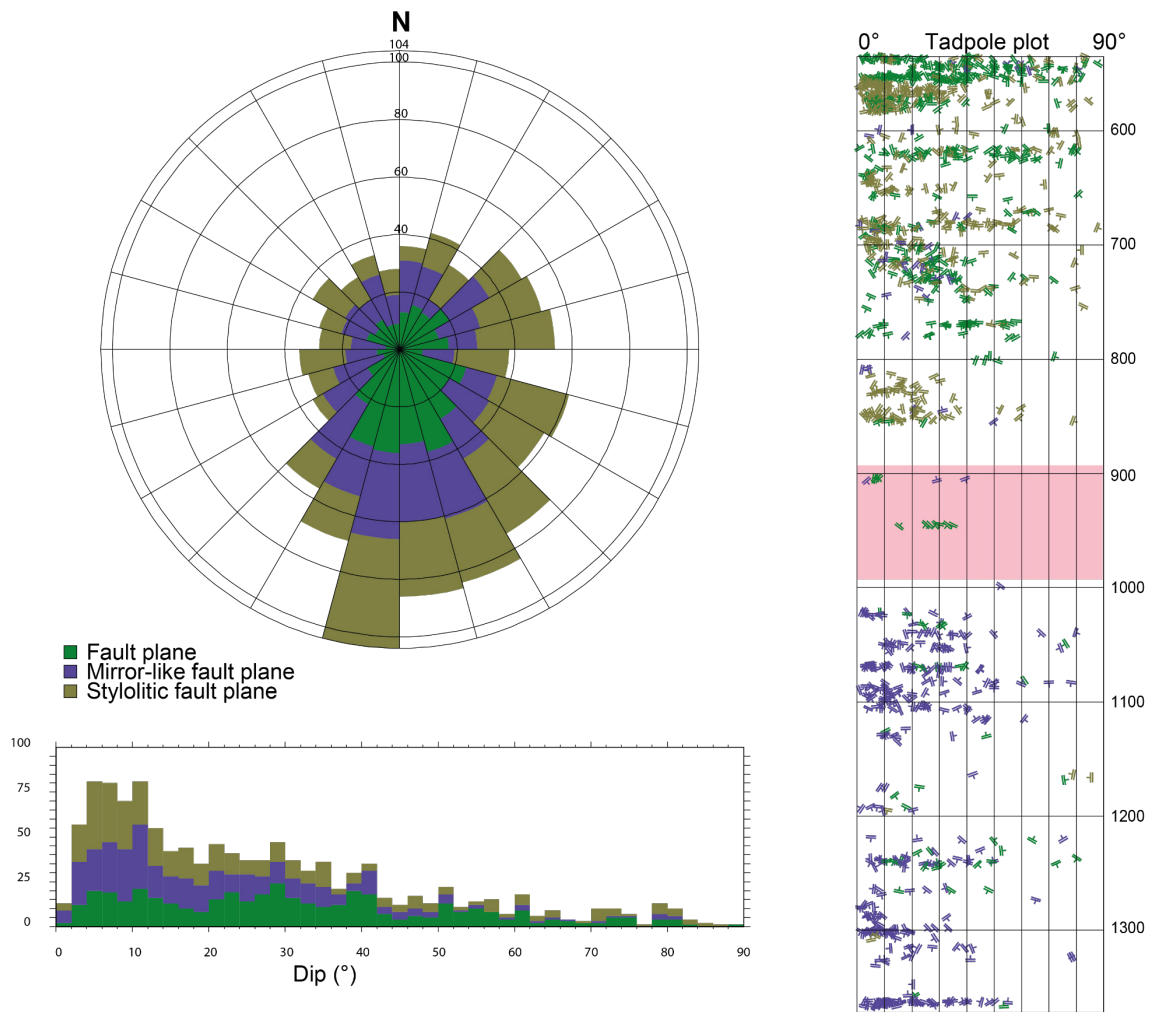 N
104
100
80
60
40
Fault plane
Mirror-like fault plane
Stylolitic fault plane
100
75
50
25
0
0 10 20 30 40 50 60 70 80 90
Dip (°)
0° Tadpole plot 90°
600
700
800
900
1000
1100
1200
1300